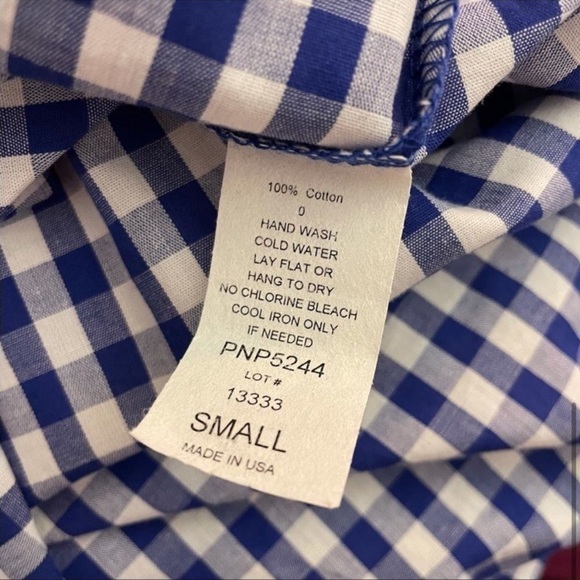 100% Cotton
0
HAND WASH
COLD WATER
LAY FLAT OR
HANG TO DRY
NO CHLORINE BLEACH
COOL IRON ONLY
IF NEEDED
PNP5244
LOT #
13333
SMALL
MADE IN USA